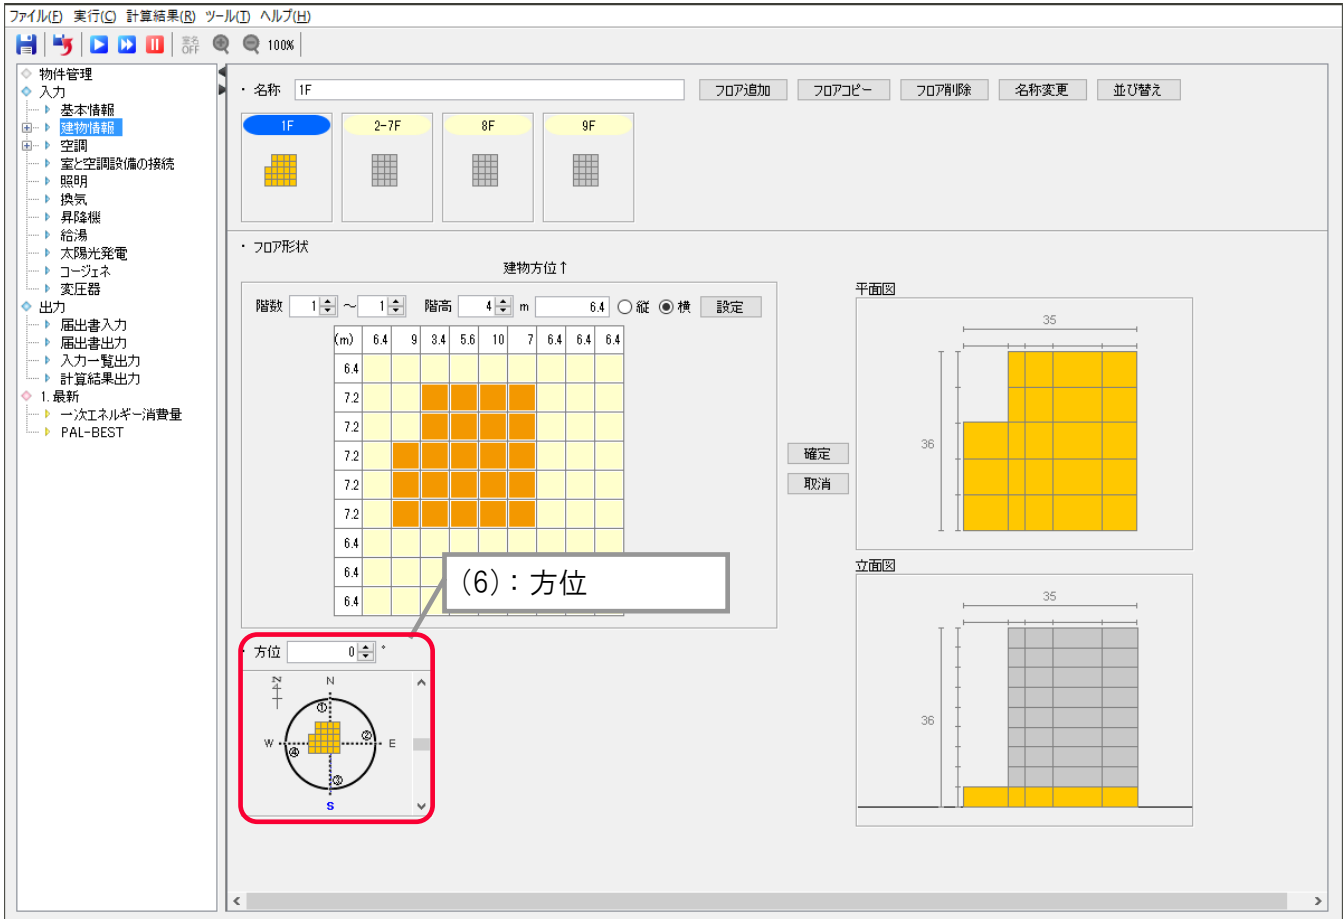 ファイル(F) 実行(C) 計算結果(R) ツール(T) ヘルプ(H)
室名 OFF 100%
物件管理
入力
基本情報
建物情報
空調
室と空調設備の接続
照明
換気
昇降機
給湯
太陽光発電
コージェネ
変圧器
出力
届出書入力
届出書出力
入力一覧出力
計算結果出力
1.最新
一次エネルギー消費量
PAL-BEST
・ 名称 1F フロア追加 フロアコピー フロア削除 名称変更 並び替え
1F 2-7F 8F 9F
・ フロア形状
建物方位↑
階数 1 ～ 1 階高 4 m 6.4 縦 横 設定
(m) 6.4 9 3.4 5.6 10 7 6.4 6.4 6.4
6.4
7.2
7.2
7.2
7.2
7.2
6.4
6.4
6.4
確定
取消
(6)：方位
・ 方位 0 °
N
N
①
W ④ ② E
③
S
平面図
35
36
立面図
35
36